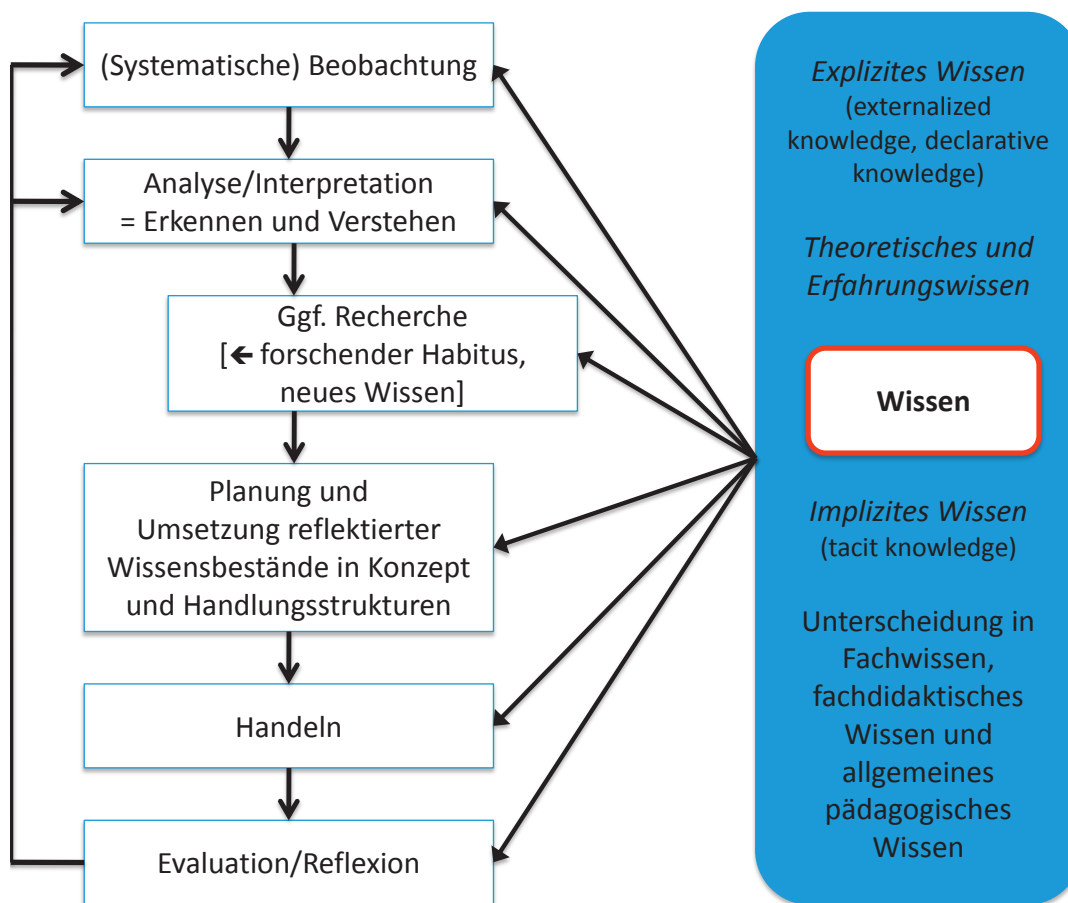 (Systematische) Beobachtung
Analyse/Interpretation
= Erkennen und Verstehen
Ggf. Recherche
[← forschender Habitus,
neues Wissen]
Planung und
Umsetzung reflektierter
Wissensbestände in Konzept
und Handlungsstrukturen
Handeln
Evaluation/Reflexion
Explizites Wissen
(externalized
knowledge, declarative
knowledge)
Theoretisches und
Erfahrungswissen
Wissen
Implizites Wissen
(tacit knowledge)
Unterscheidung in
Fachwissen,
fachdidaktisches
Wissen und
allgemeines
pädagogisches
Wissen